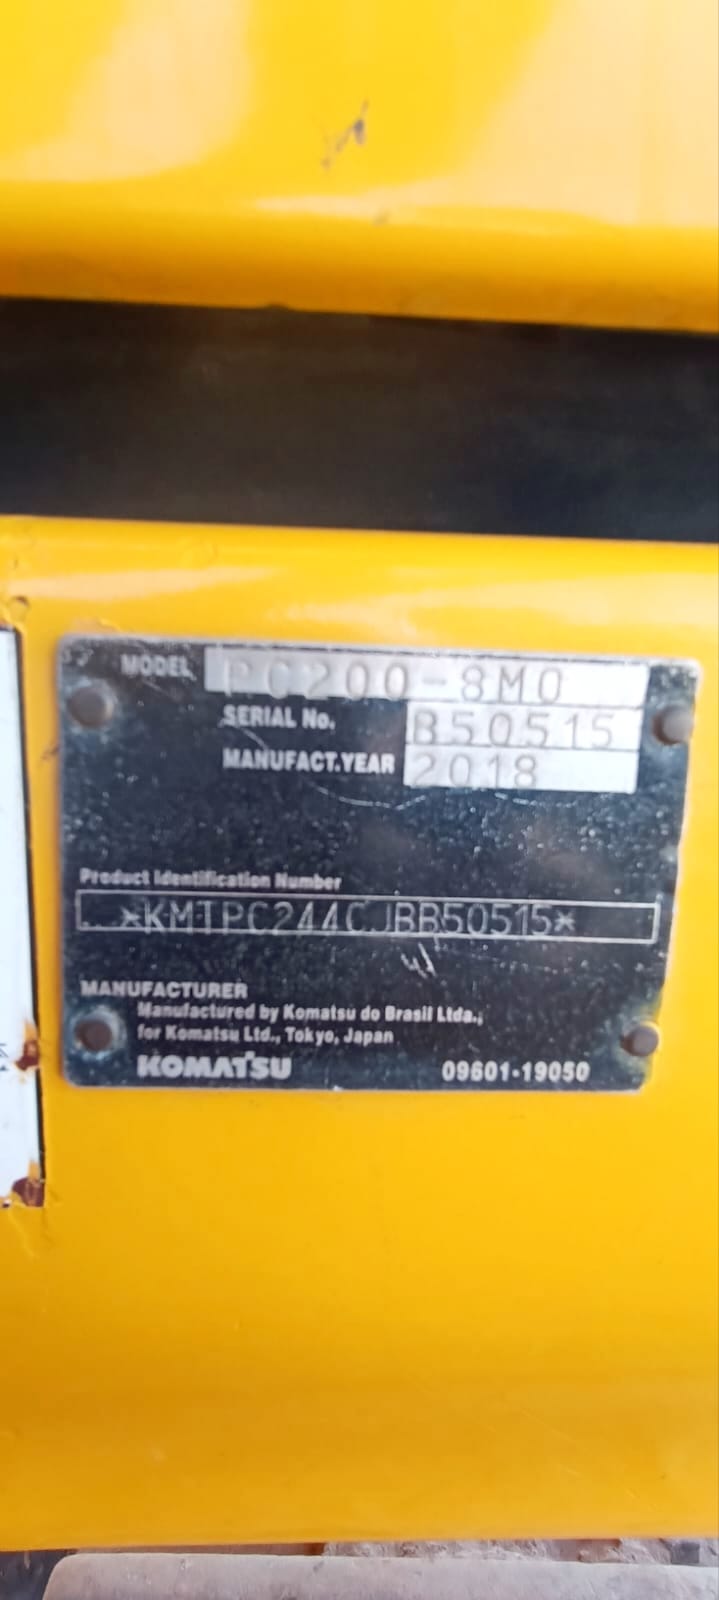 MODEL PC200-8M0
SERIAL No. B50515
MANUFACT.YEAR 2018
Product Identification Number
*KMTPC244CJBB50515*
MANUFACTURER
Manufactured by Komatsu do Brasil Ltda.,
for Komatsu Ltd., Tokyo, Japan
KOMATSU 09601-19050